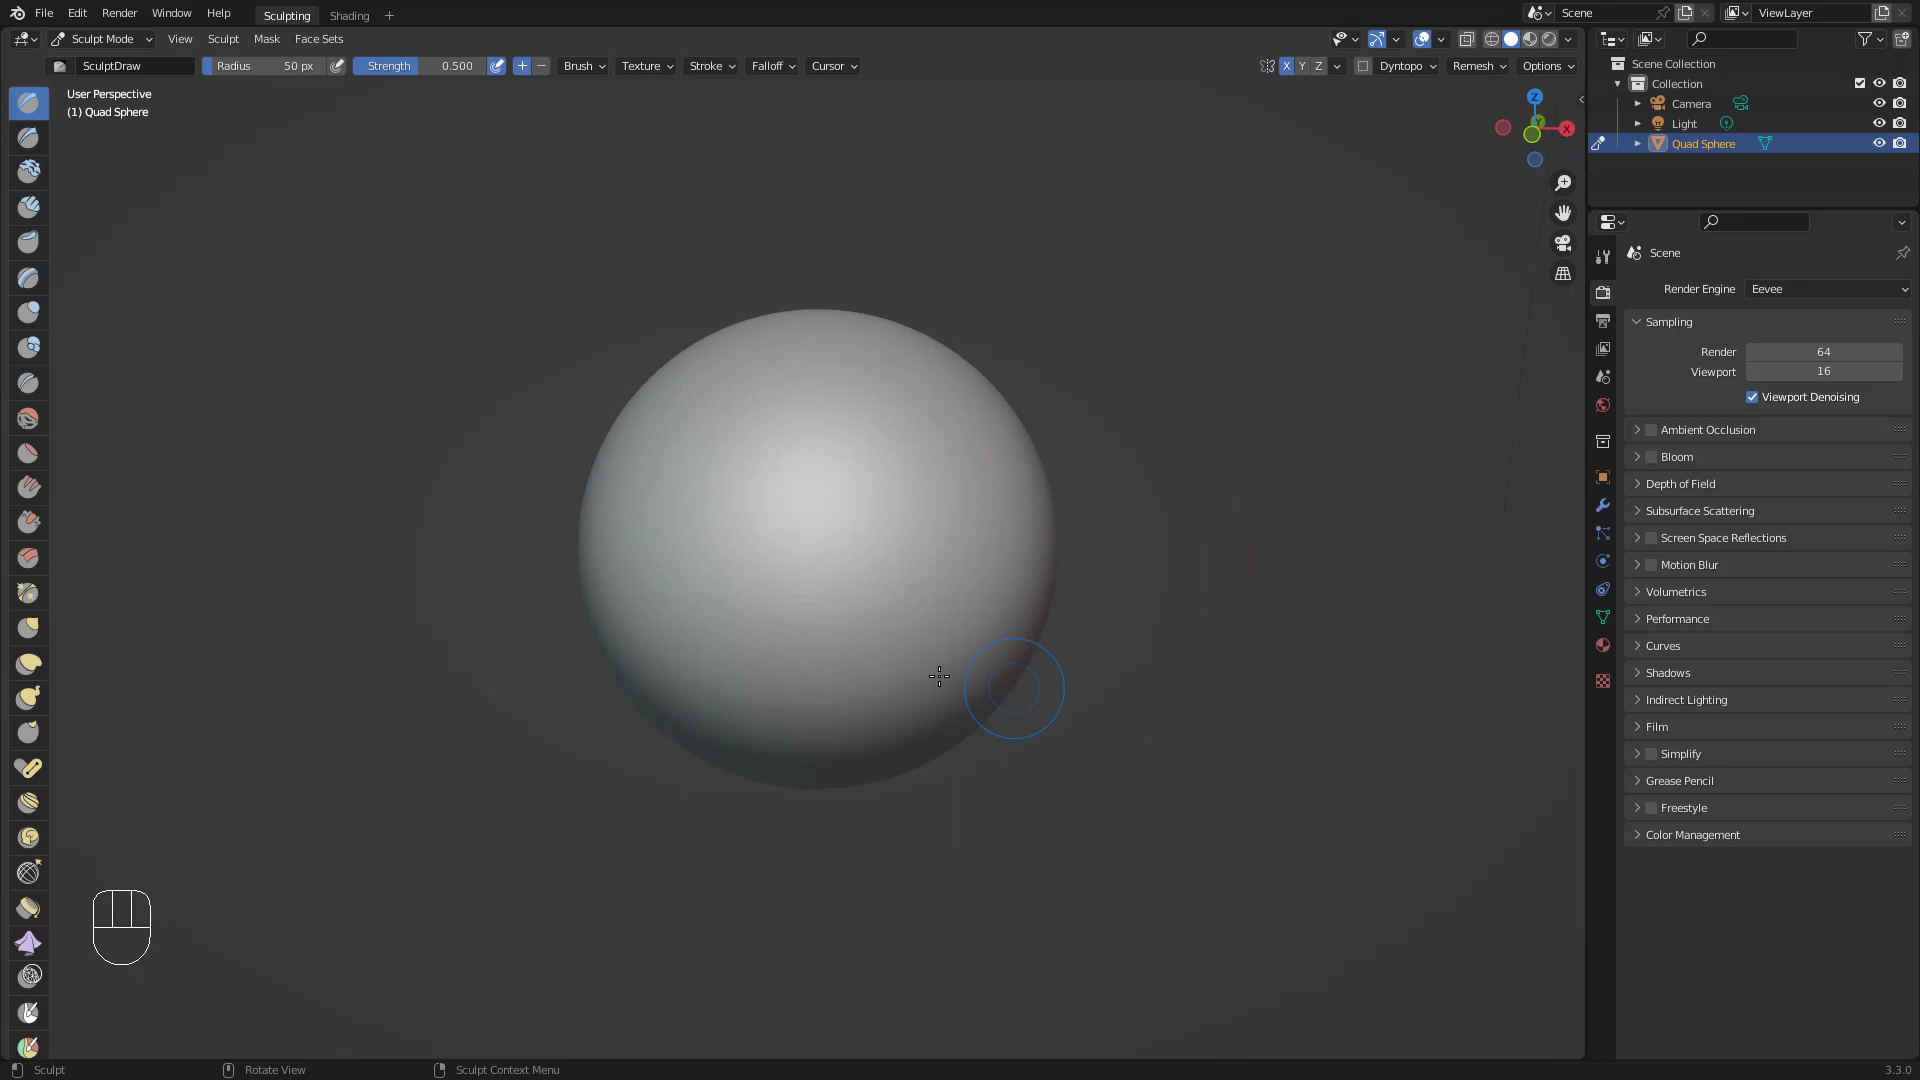 File Edit Render Window Help Sculpting Shading Scene ViewLayer
Sculpt Mode View Sculpt Mask Face Sets
SculptDraw Radius 50 px Strength 0.500 Brush Texture Stroke Falloff Cursor X Y Z Dyntopo Remesh Options
User Perspective
(1) Quad Sphere
Z
X
Y
Scene Collection
Collection
Camera
Light
Quad Sphere
Scene
Render Engine Eevee
Sampling
Render 64
Viewport 16
Viewport Denoising
Ambient Occlusion
Bloom
Depth of Field
Subsurface Scattering
Screen Space Reflections
Motion Blur
Volumetrics
Performance
Curves
Shadows
Indirect Lighting
Film
Simplify
Grease Pencil
Freestyle
Color Management
Sculpt Rotate View Sculpt Context Menu 3.3.0